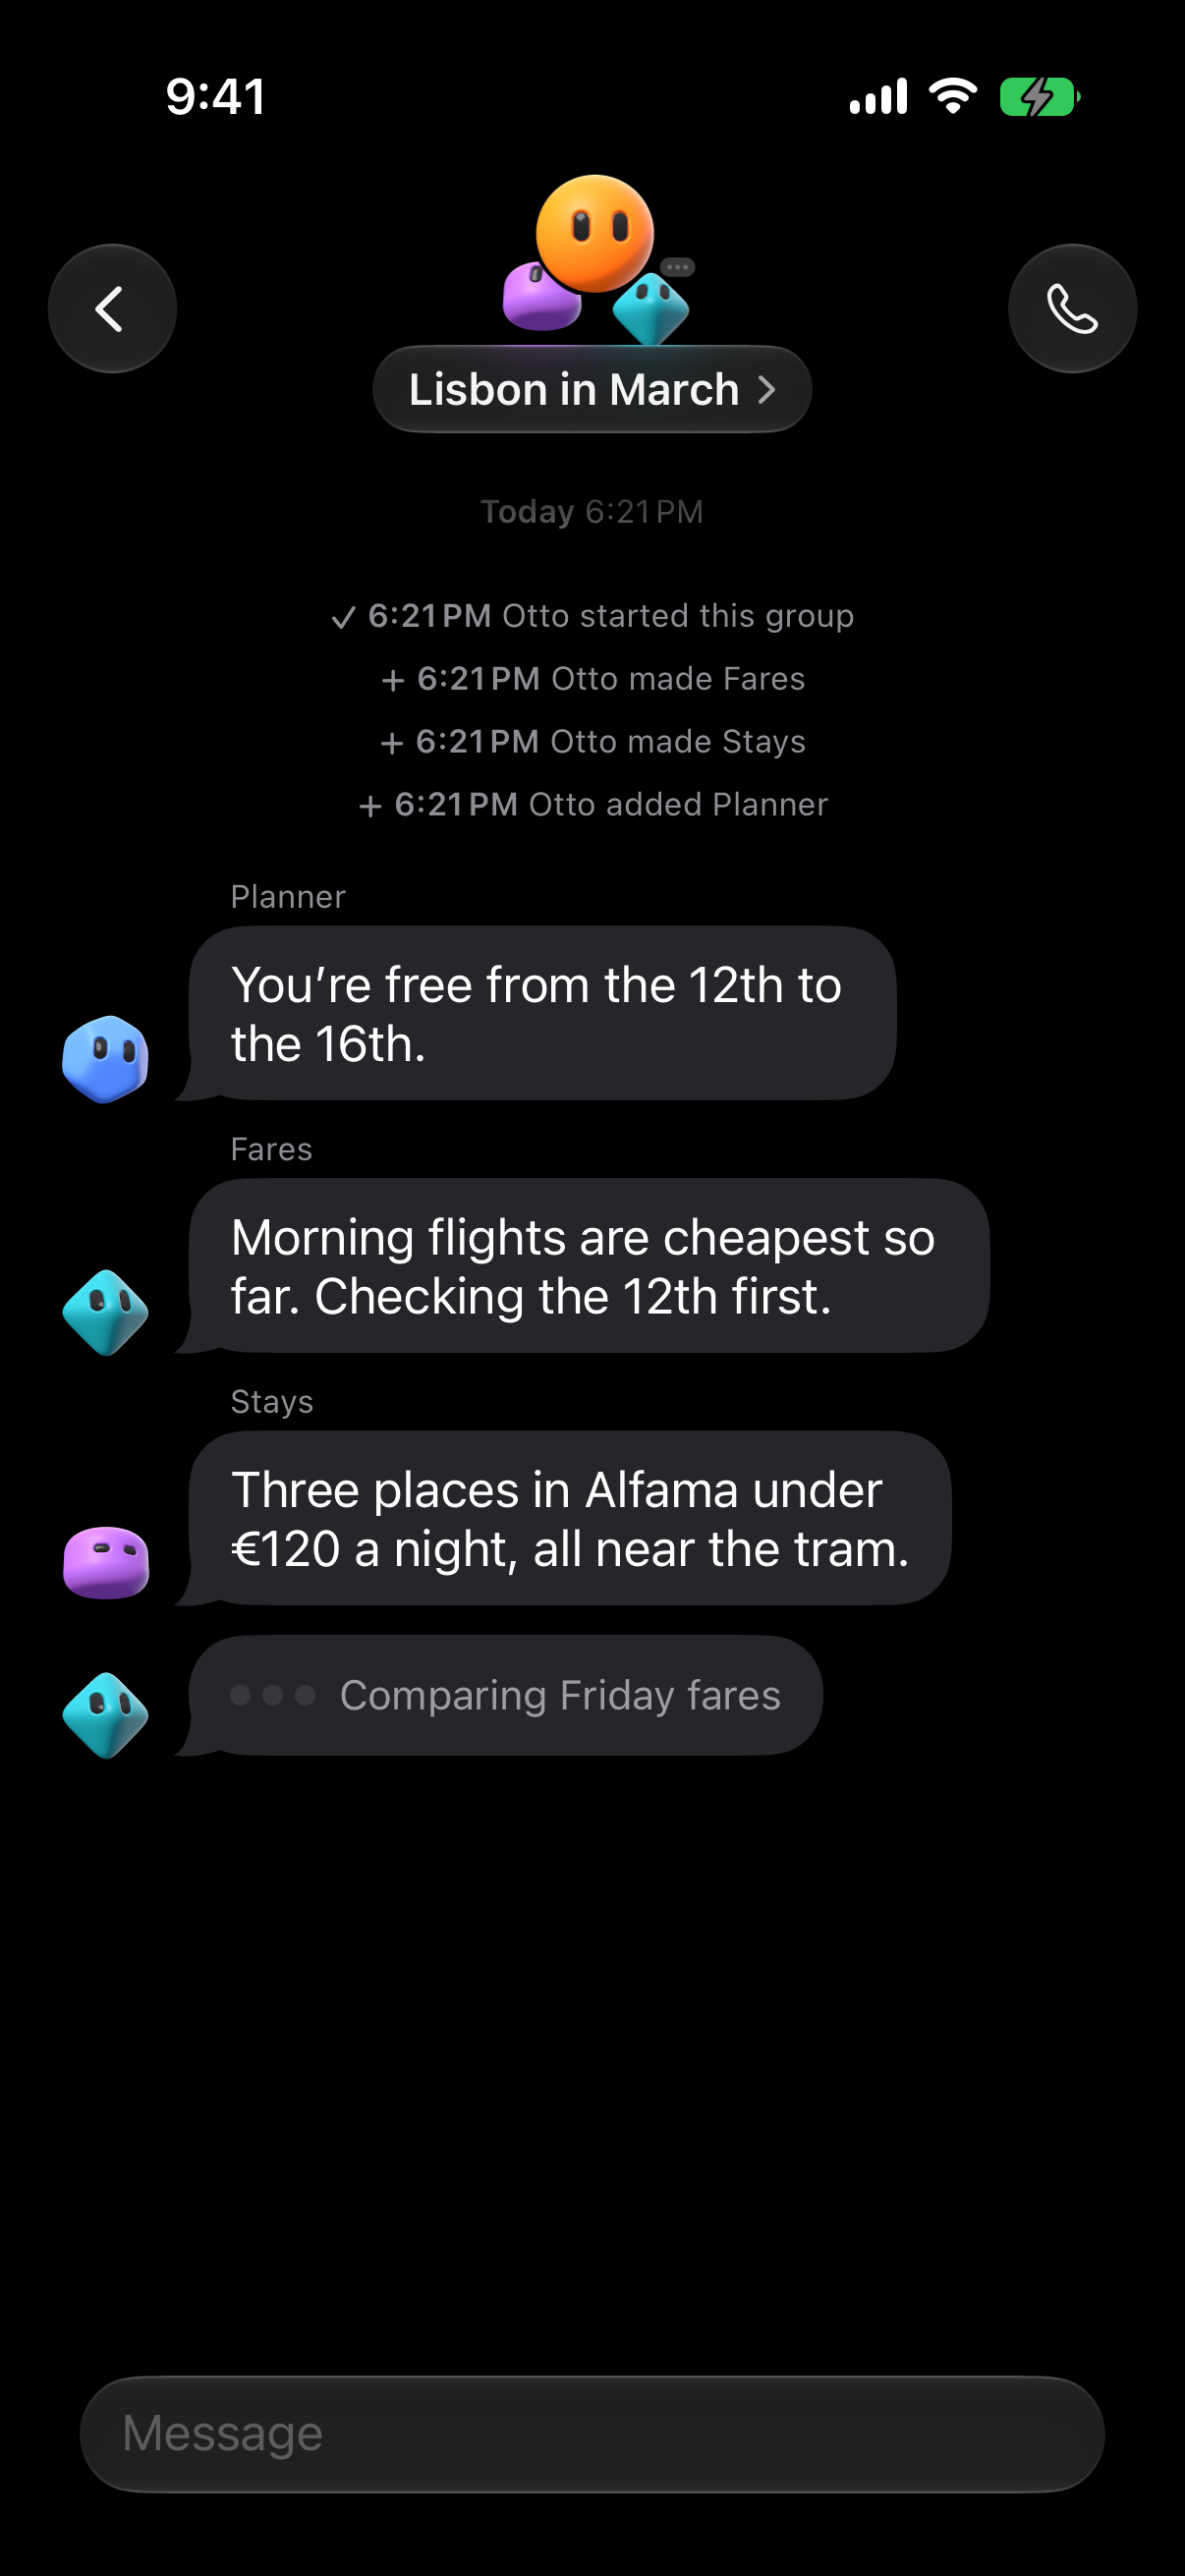 9:41
Lisbon in March
Today 6:21 PM
6:21 PM Otto started this group
6:21 PM Otto made Fares
6:21 PM Otto made Stays
6:21 PM Otto added Planner
Planner
You’re free from the 12th to
the 16th.
Fares
Morning flights are cheapest so
far. Checking the 12th first.
Stays
Three places in Alfama under
€120 a night, all near the tram.
Comparing Friday fares
Message